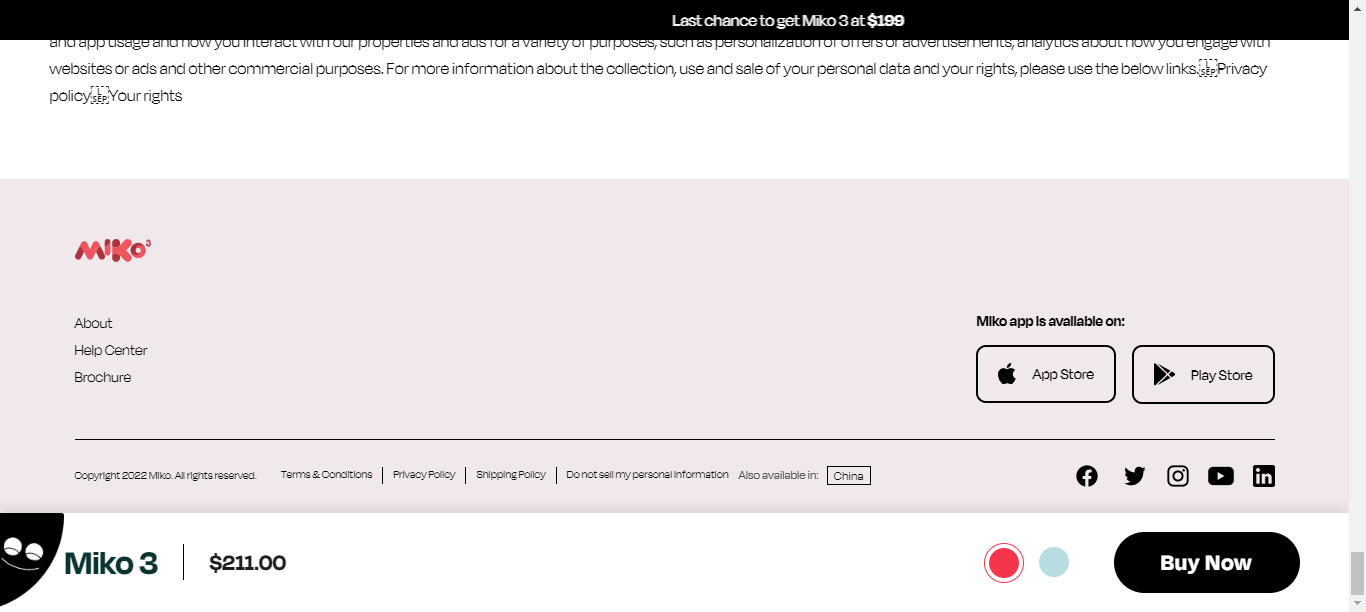 Last chance to get Miko 3 at $199
and app usage and how you interact with our properties and ads for a variety of purposes, such as personalization of offers or advertisements, analytics about how you engage with
websites or ads and other commercial purposes. For more information about the collection, use and sale of your personal data and your rights, please use the below links. Privacy
policy Your rights
MIKO3
About
Help Center
Brochure
Miko app is available on:
App Store
Play Store
Copyright 2022 Miko. All rights reserved. Terms & Conditions Privacy Policy Shipping Policy Do not sell my personal information Also available in: China
Miko 3 $211.00 Buy Now